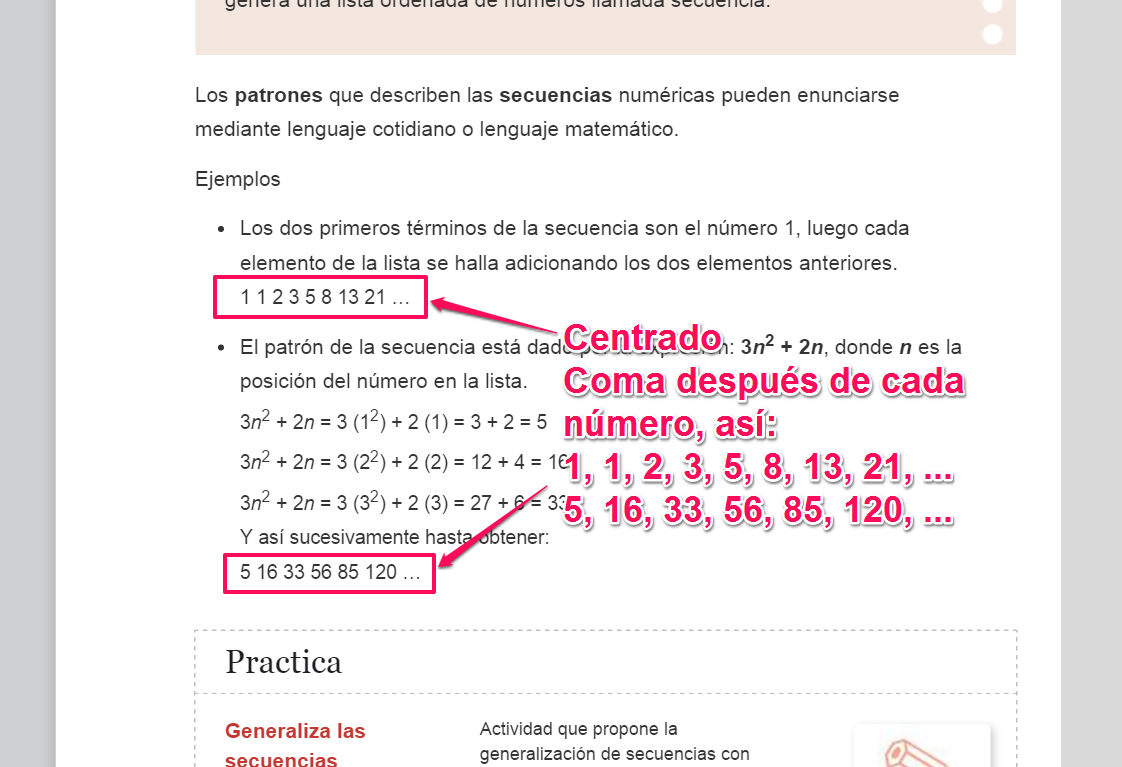 genera una lista ordenada de números llamada secuencia.
Los patrones que describen las secuencias numéricas pueden enunciarse
mediante lenguaje cotidiano o lenguaje matemático.
Ejemplos
• Los dos primeros términos de la secuencia son el número 1, luego cada
elemento de la lista se halla adicionando los dos elementos anteriores.
1 1 2 3 5 8 13 21 …
• El patrón de la secuencia está dado expresión: 3n² + 2n, donde n es la
posición del número en la lista.
3n² + 2n = 3 (1²) + 2 (1) = 3 + 2 = 5
3n² + 2n = 3 (2²) + 2 (2) = 12 + 4 = 16
3n² + 2n = 3 (3²) + 2 (3) = 27 + 6 = 33
Y así sucesivamente hasta obtener:
5 16 33 56 85 120 …
Centrado
Coma después de cada
número, así:
1, 1, 2, 3, 5, 8, 13, 21, ...
5, 16, 33, 56, 85, 120, ...
Practica
Generaliza las
secuencias
Actividad que propone la
generalización de secuencias con